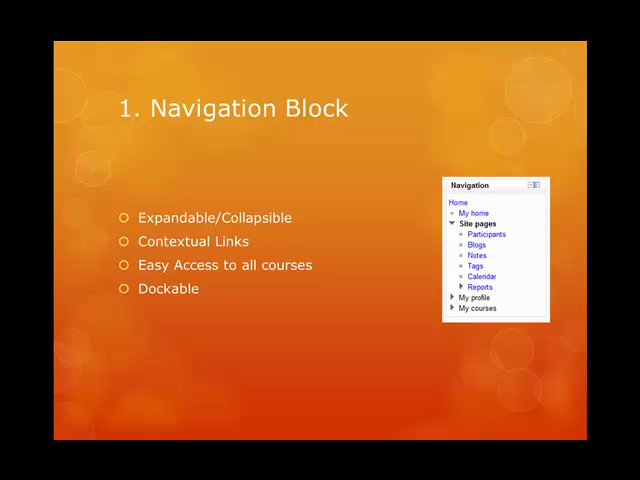 1. Navigation Block
Expandable/Collapsible
Contextual Links
Easy Access to all courses
Dockable
Navigation
Home
My home
Site pages
Participants
Blogs
Notes
Tags
Calendar
Reports
My profile
My courses